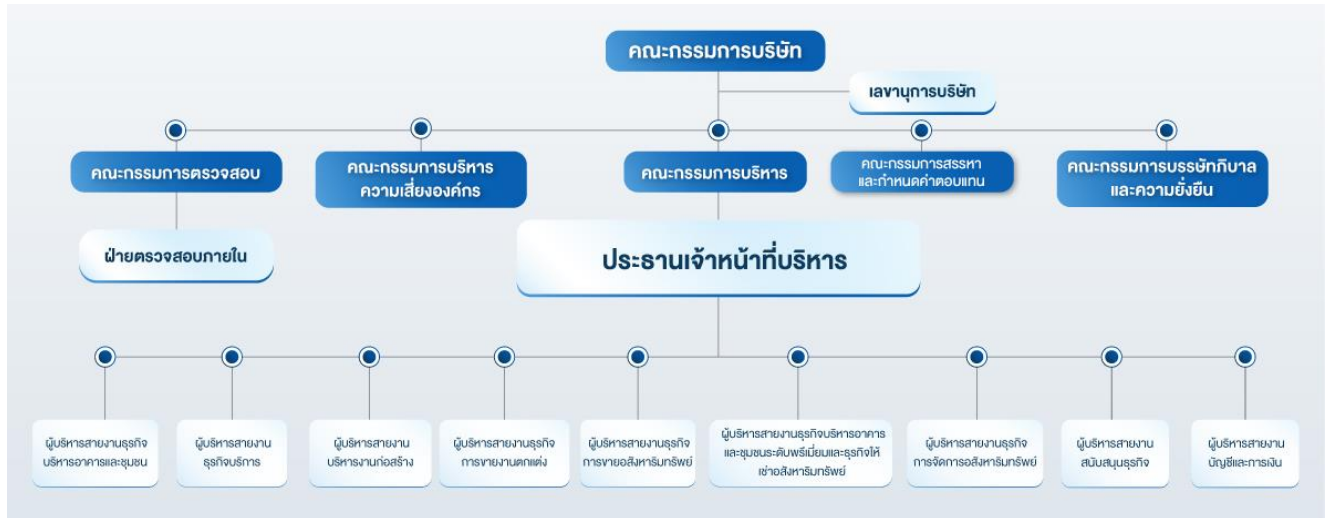 คณะกรรมการบริษัท
เลขานุการบริษัท
คณะกรรมการตรวจสอบ
คณะกรรมการบริหาร
ความเสี่ยงองค์กร
คณะกรรมการบริหาร
คณะกรรมการสรรหา
และกำหนดค่าตอบแทน
คณะกรรมการบรรษัทภิบาล
และความยั่งยืน
ฝ่ายตรวจสอบภายใน
ประธานเจ้าหน้าที่บริหาร
ผู้บริหารสายงานธุรกิจ
บริหารอาคารและชุมชน
ผู้บริหารสายงาน
ธุรกิจบริการ
ผู้บริหารสายงาน
บริหารงานก่อสร้าง
ผู้บริหารสายงานธุรกิจ
การขายงานตกแต่ง
ผู้บริหารสายงานธุรกิจ
การขายอสังหาริมทรัพย์
ผู้บริหารสายงานธุรกิจบริหารอาคาร
และชุมชนระดับพรีเมี่ยมและธุรกิจให้
เช่าอสังหาริมทรัพย์
ผู้บริหารสายงานธุรกิจ
การจัดการอสังหาริมทรัพย์
ผู้บริหารสายงาน
สนับสนุนธุรกิจ
ผู้บริหารสายงาน
บัญชีและการเงิน